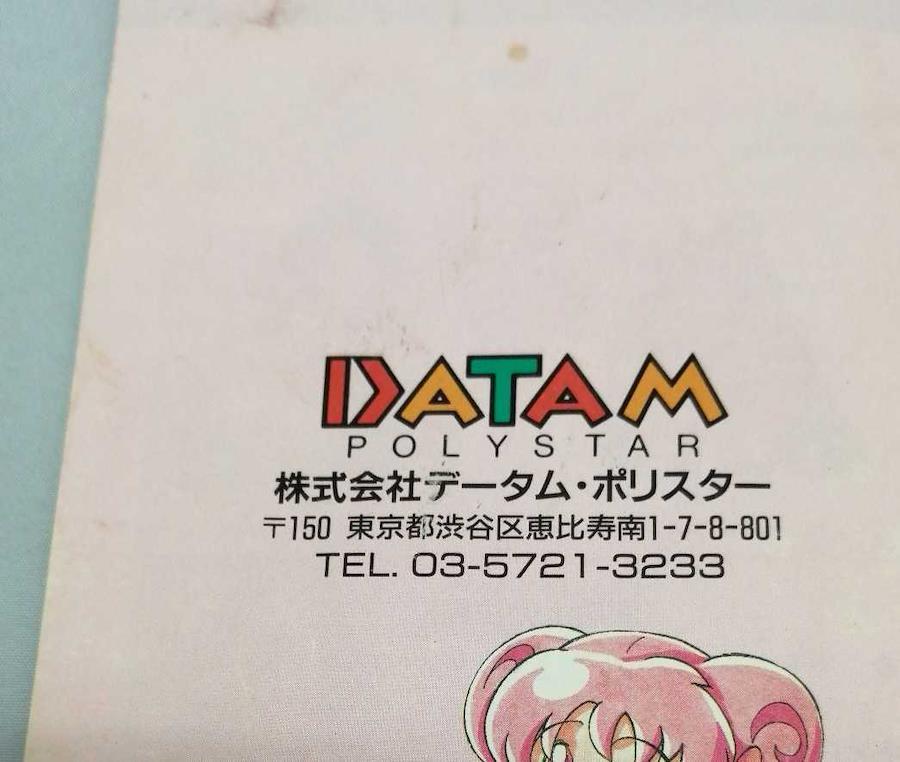 DATAM
POLYSTAR
株式会社データム・ポリスター
〒150 東京都渋谷区恵比寿南1-7-8-801
TEL. 03-5721-3233